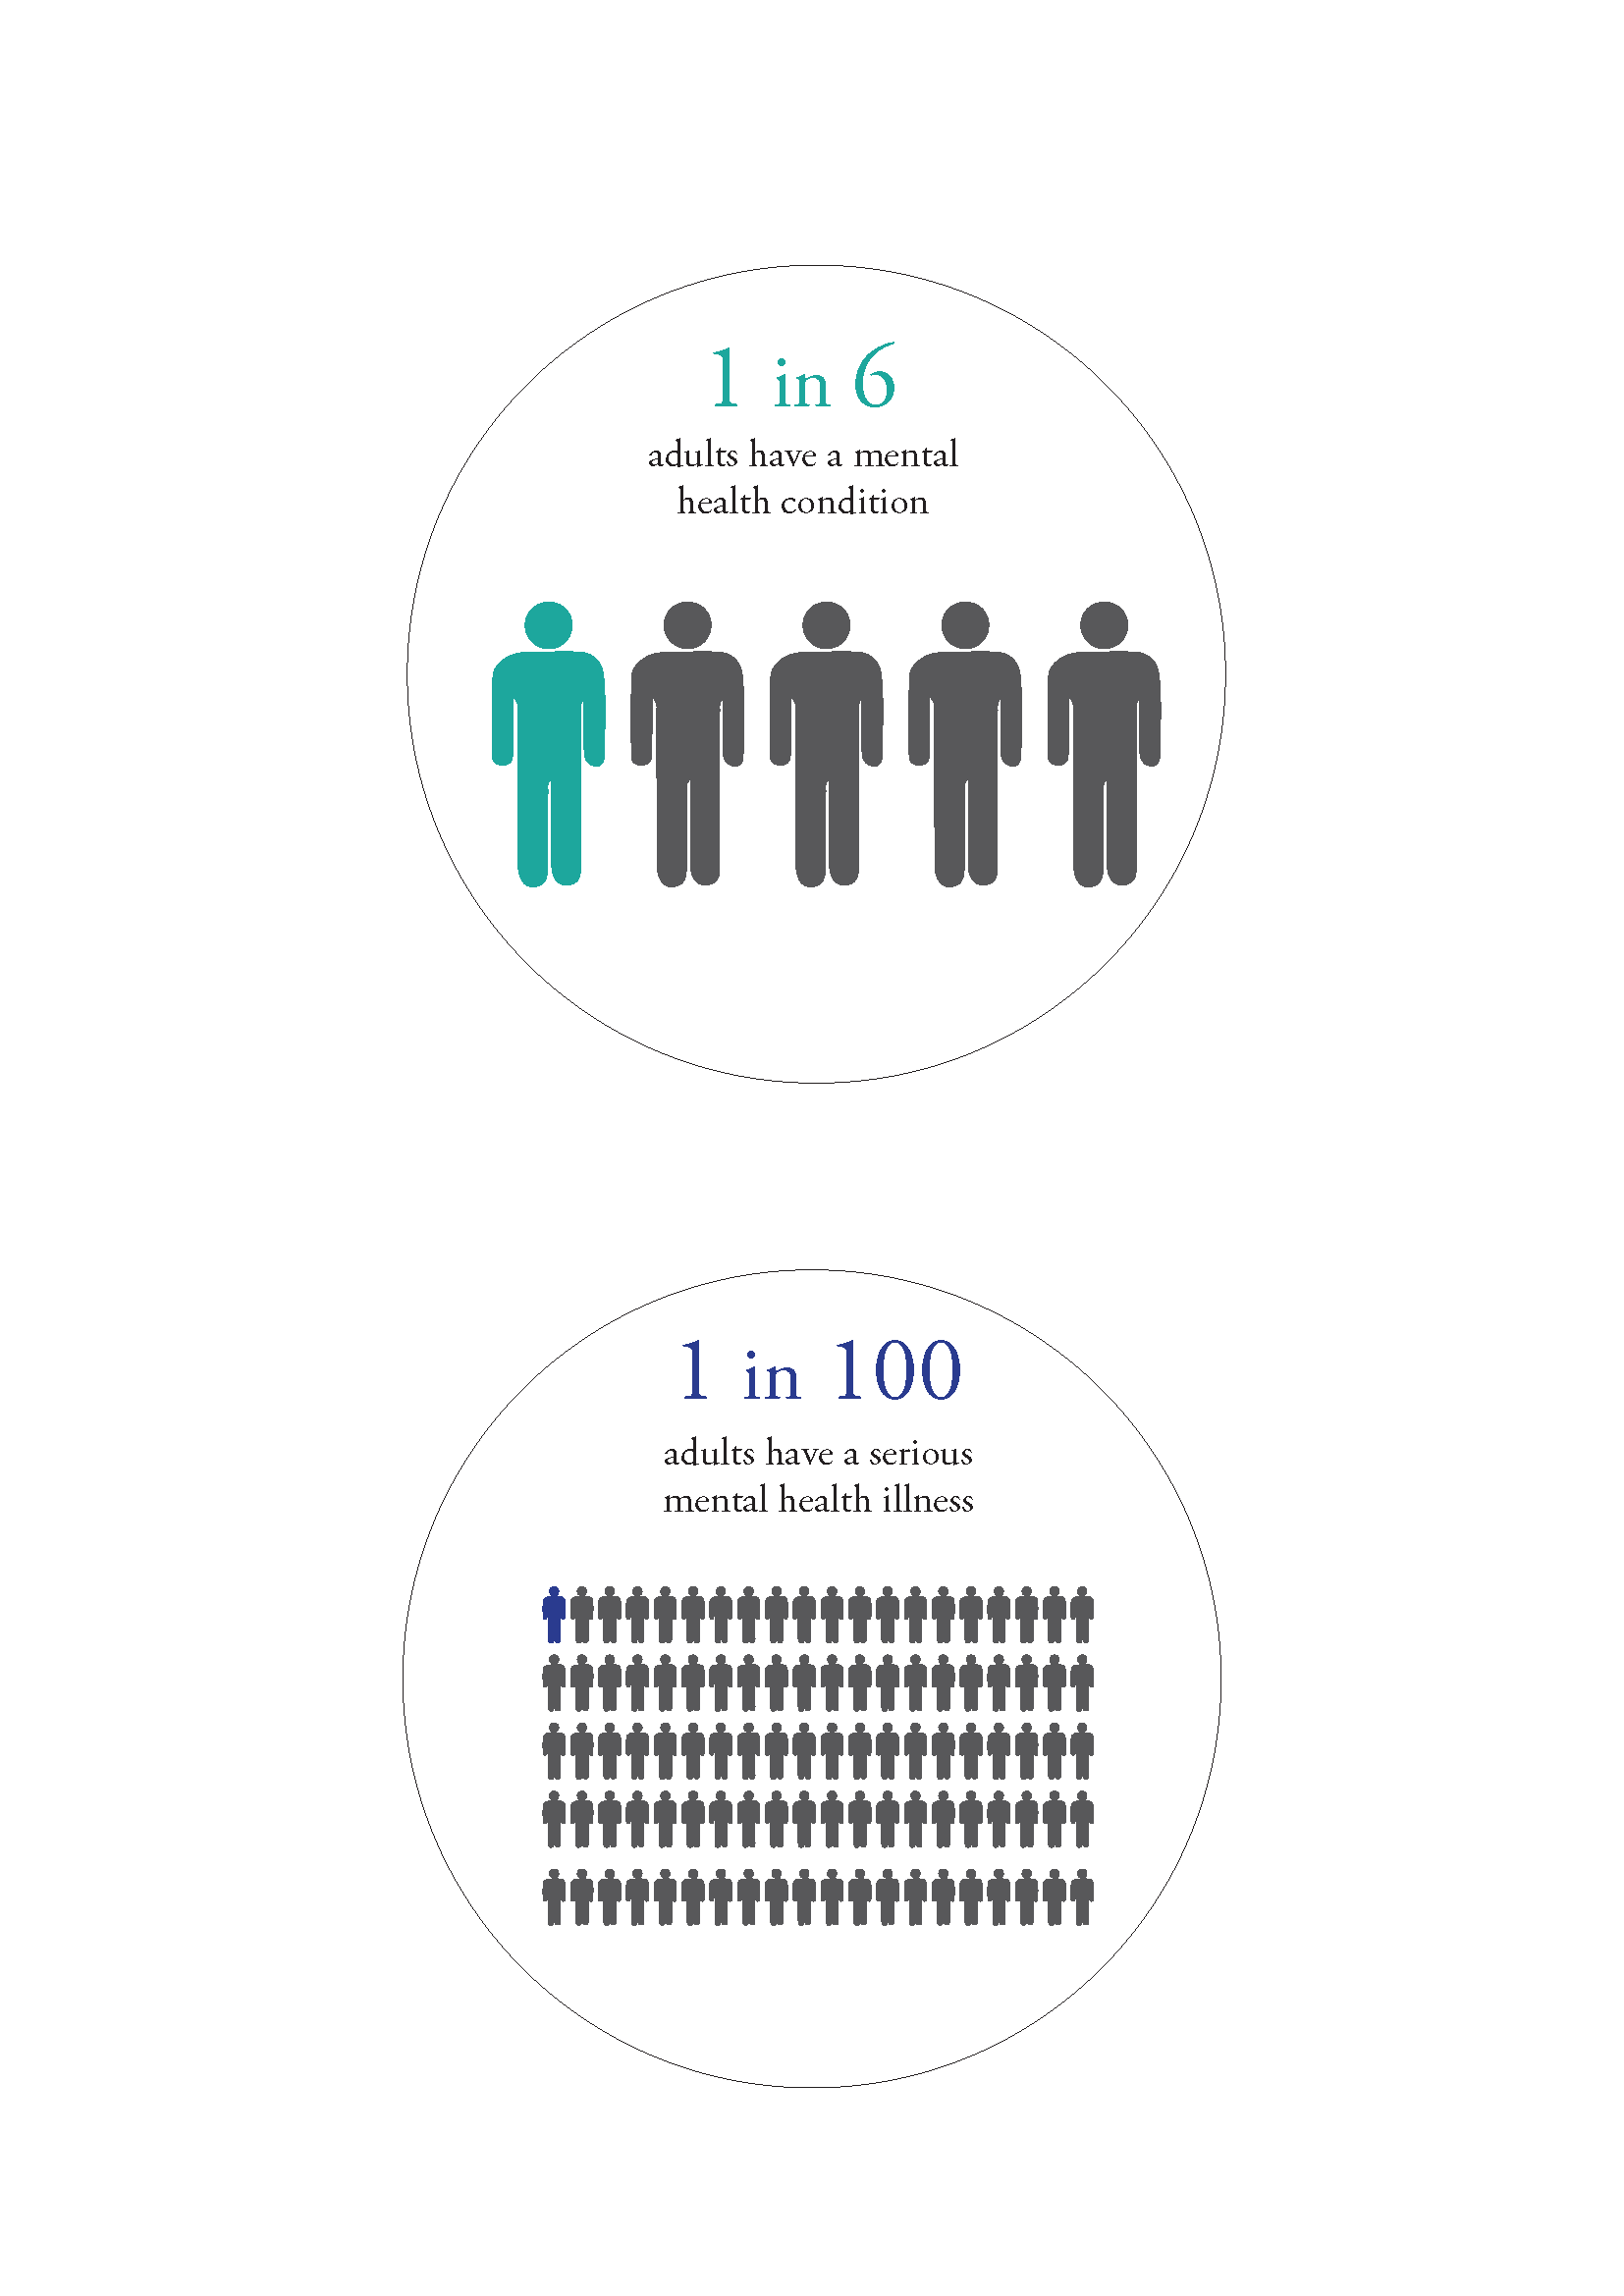 1 in 6
adults have a mental
health condition
1 in 100
adults have a serious
mental health illness